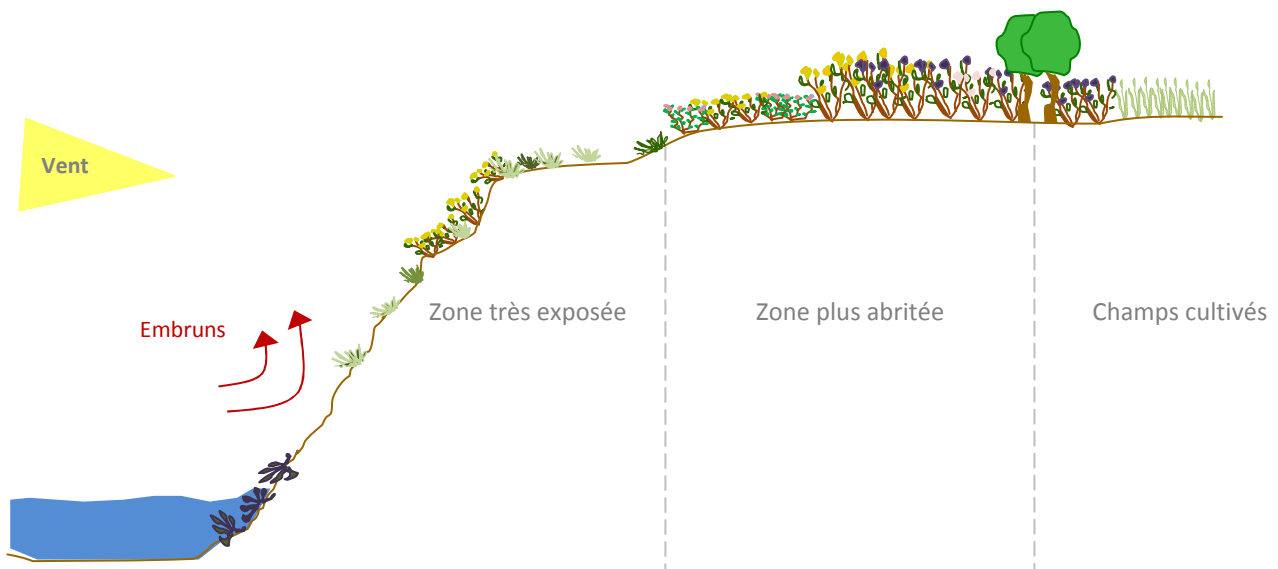 Vent
Embruns
Zone très exposée
Zone plus abritée
Champs cultivés